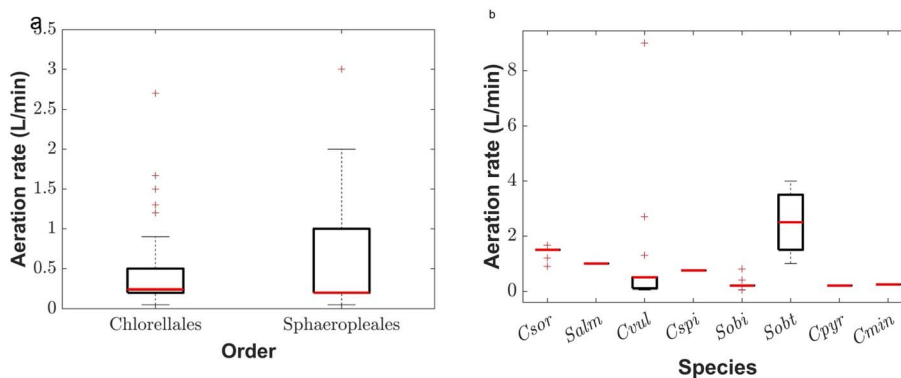 a
Aeration rate (L/min)
3.5
3
2.5
2
1.5
1
0.5
0
Chlorellales Sphaeropleales
Order
b
Aeration rate (L/min)
8
6
4
2
0
Csor Salm Cvul Cspi Sobi Sobt Cpyr Cmin
Species